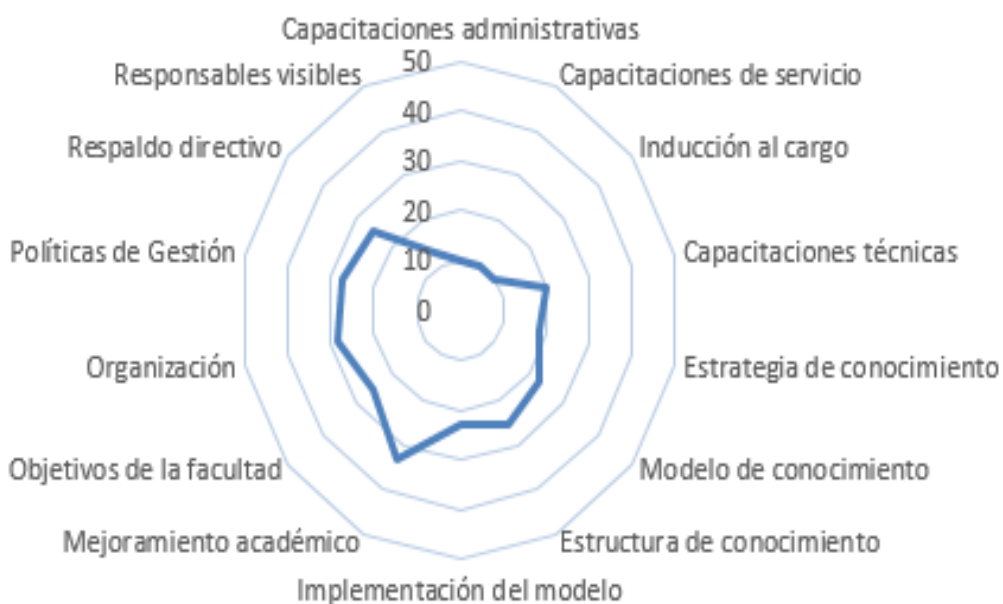 Capacitaciones administrativas
50
Responsables visibles
Capacitaciones de servicio
40
Respaldo directivo
Inducción al cargo
30
20
Políticas de Gestión
Capacitaciones técnicas
10
0
Organización
Estrategia de conocimiento
Objetivos de la facultad
Modelo de conocimiento
Mejoramiento académico
Estructura de conocimiento
Implementación del modelo